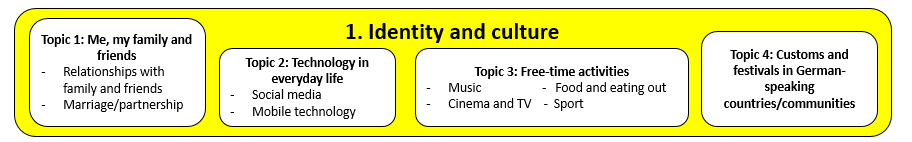 1. Identity and culture
Topic 1: Me, my family and
friends
- Relationships with
family and friends
- Marriage/partnership
Topic 2: Technology in
everyday life
- Social media
- Mobile technology
Topic 3: Free-time activities
- Music - Food and eating out
- Cinema and TV - Sport
Topic 4: Customs and
festivals in German-
speaking
countries/communities